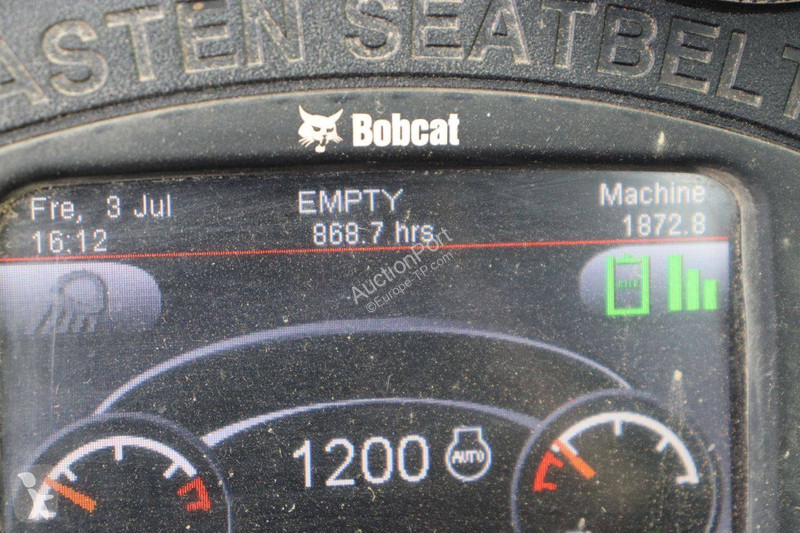 FASTEN SEATBELT
Bobcat
Fre, 3 Jul
EMPTY
Machine
16:12
868.7 hrs
1872.8
AuctionPort
©Europe-TP.com
1200
AUTO